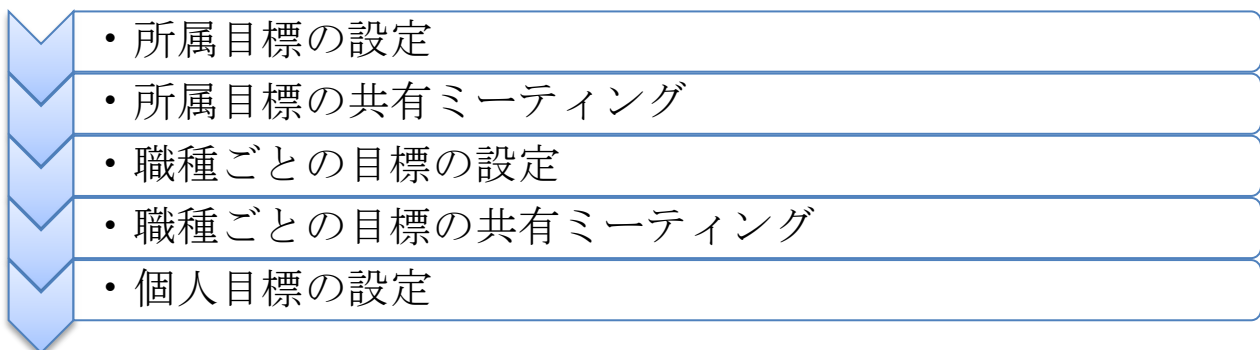 ・所属目標の設定
・所属目標の共有ミーティング
・職種ごとの目標の設定
・職種ごとの目標の共有ミーティング
・個人目標の設定